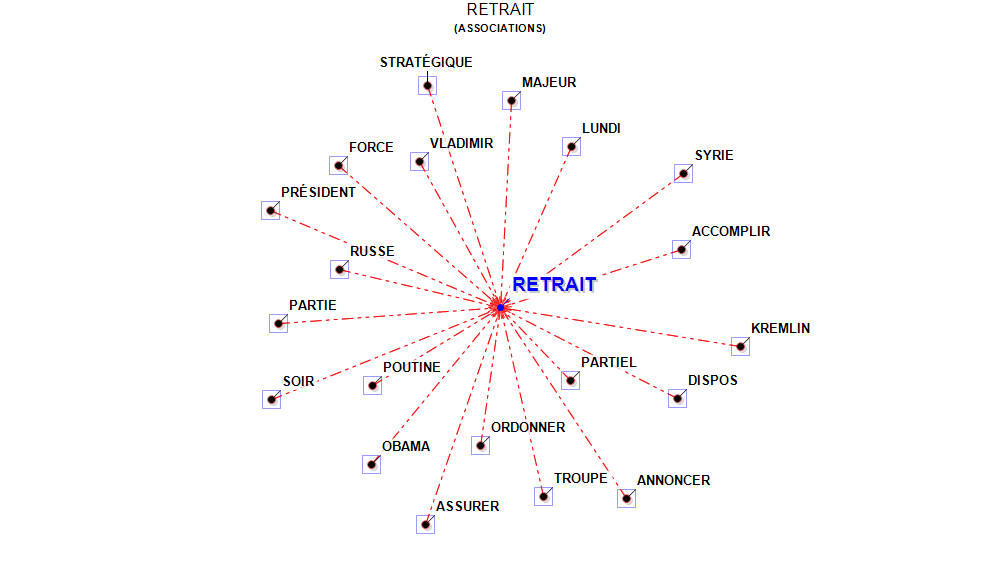 RETRAIT
(ASSOCIATIONS)
STRATÉGIQUE
MAJEUR
LUNDI
FORCE
VLADIMIR
SYRIE
PRÉSIDENT
ACCOMPLIR
RUSSE
RETRAIT
PARTIE
KREMLIN
POUTINE
PARTIEL
SOIR
DISPOS
ORDONNER
OBAMA
TROUPE
ANNONCER
ASSURER